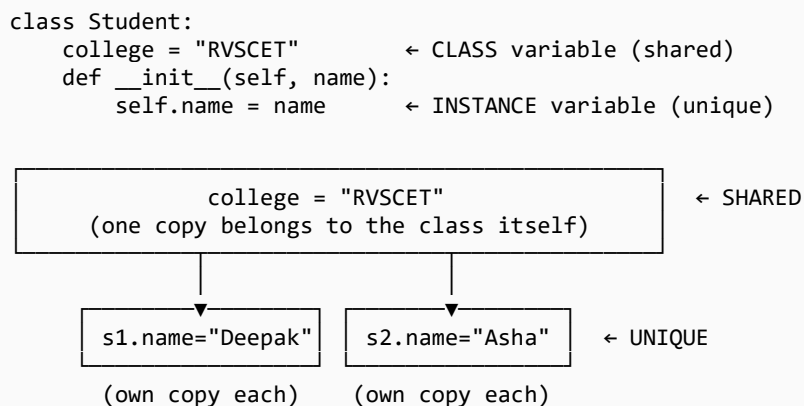 class Student:
    college = "RVSCET"        ← CLASS variable (shared)
    def __init__(self, name):
        self.name = name      ← INSTANCE variable (unique)
college = "RVSCET" ← SHARED
(one copy belongs to the class itself)
s1.name="Deepak" s2.name="Asha" ← UNIQUE
(own copy each) (own copy each)